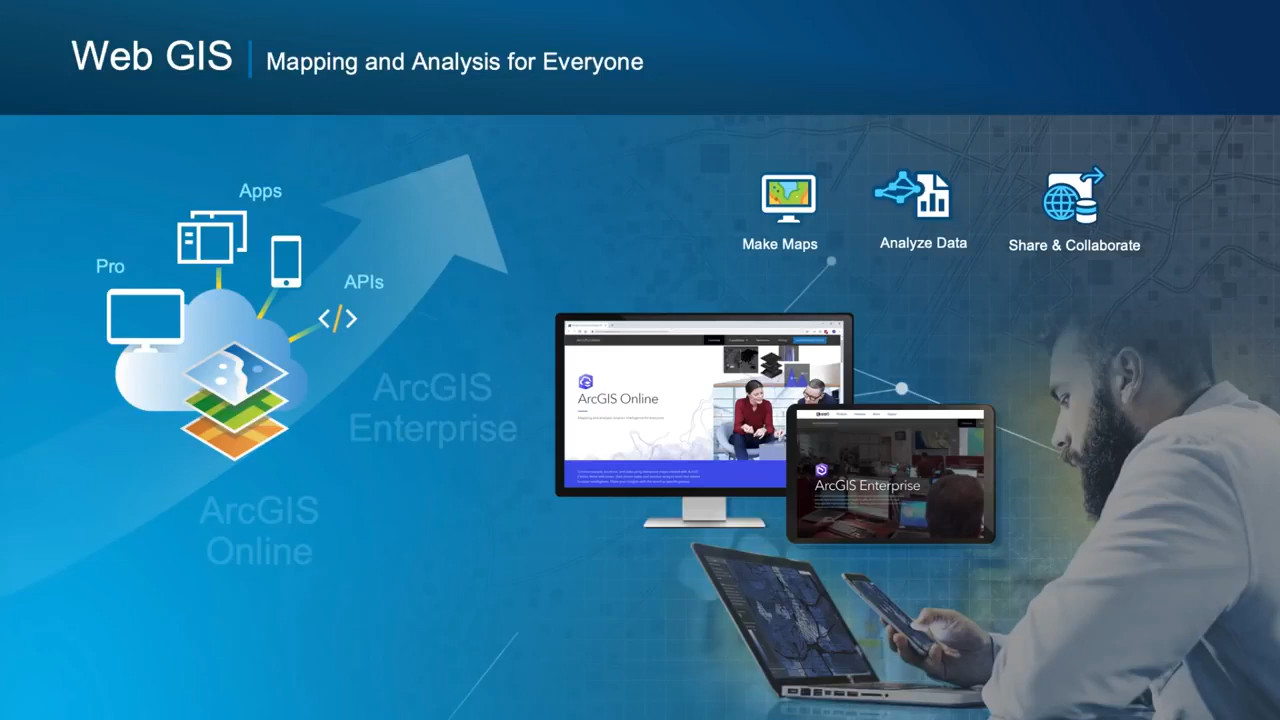 Web GIS
Mapping and Analysis for Everyone
Apps
Pro
APIs
ArcGIS
Enterprise
ArcGIS
Online
Make Maps
Analyze Data
Share & Collaborate
ArcGIS Online
ArcGIS Enterprise